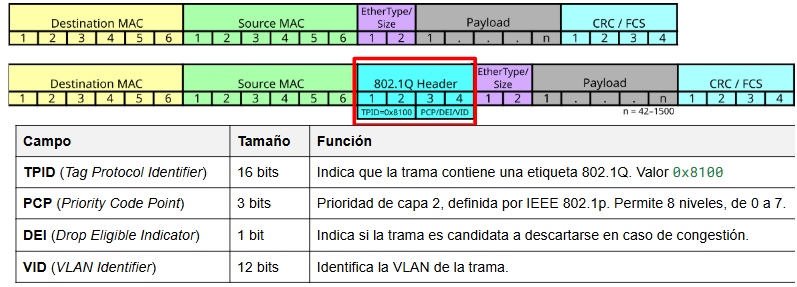 Destination MAC Source MAC EtherType/ Size Payload CRC / FCS
1 2 3 4 5 6 1 2 3 4 5 6 1 2 1 . . . n 1 2 3 4
Destination MAC Source MAC 802.1Q Header EtherType/ Size Payload CRC / FCS
1 2 3 4 5 6 1 2 3 4 5 6 1 2 3 4 1 2 1 . . . n 1 2 3 4
TPID=0x8100 PCP/DEI/VID n = 42–1500
Campo Tamaño Función
TPID (Tag Protocol Identifier) 16 bits Indica que la trama contiene una etiqueta 802.1Q. Valor 0x8100
PCP (Priority Code Point) 3 bits Prioridad de capa 2, definida por IEEE 802.1p. Permite 8 niveles, de 0 a 7.
DEI (Drop Eligible Indicator) 1 bit Indica si la trama es candidata a descartarse en caso de congestión.
VID (VLAN Identifier) 12 bits Identifica la VLAN de la trama.